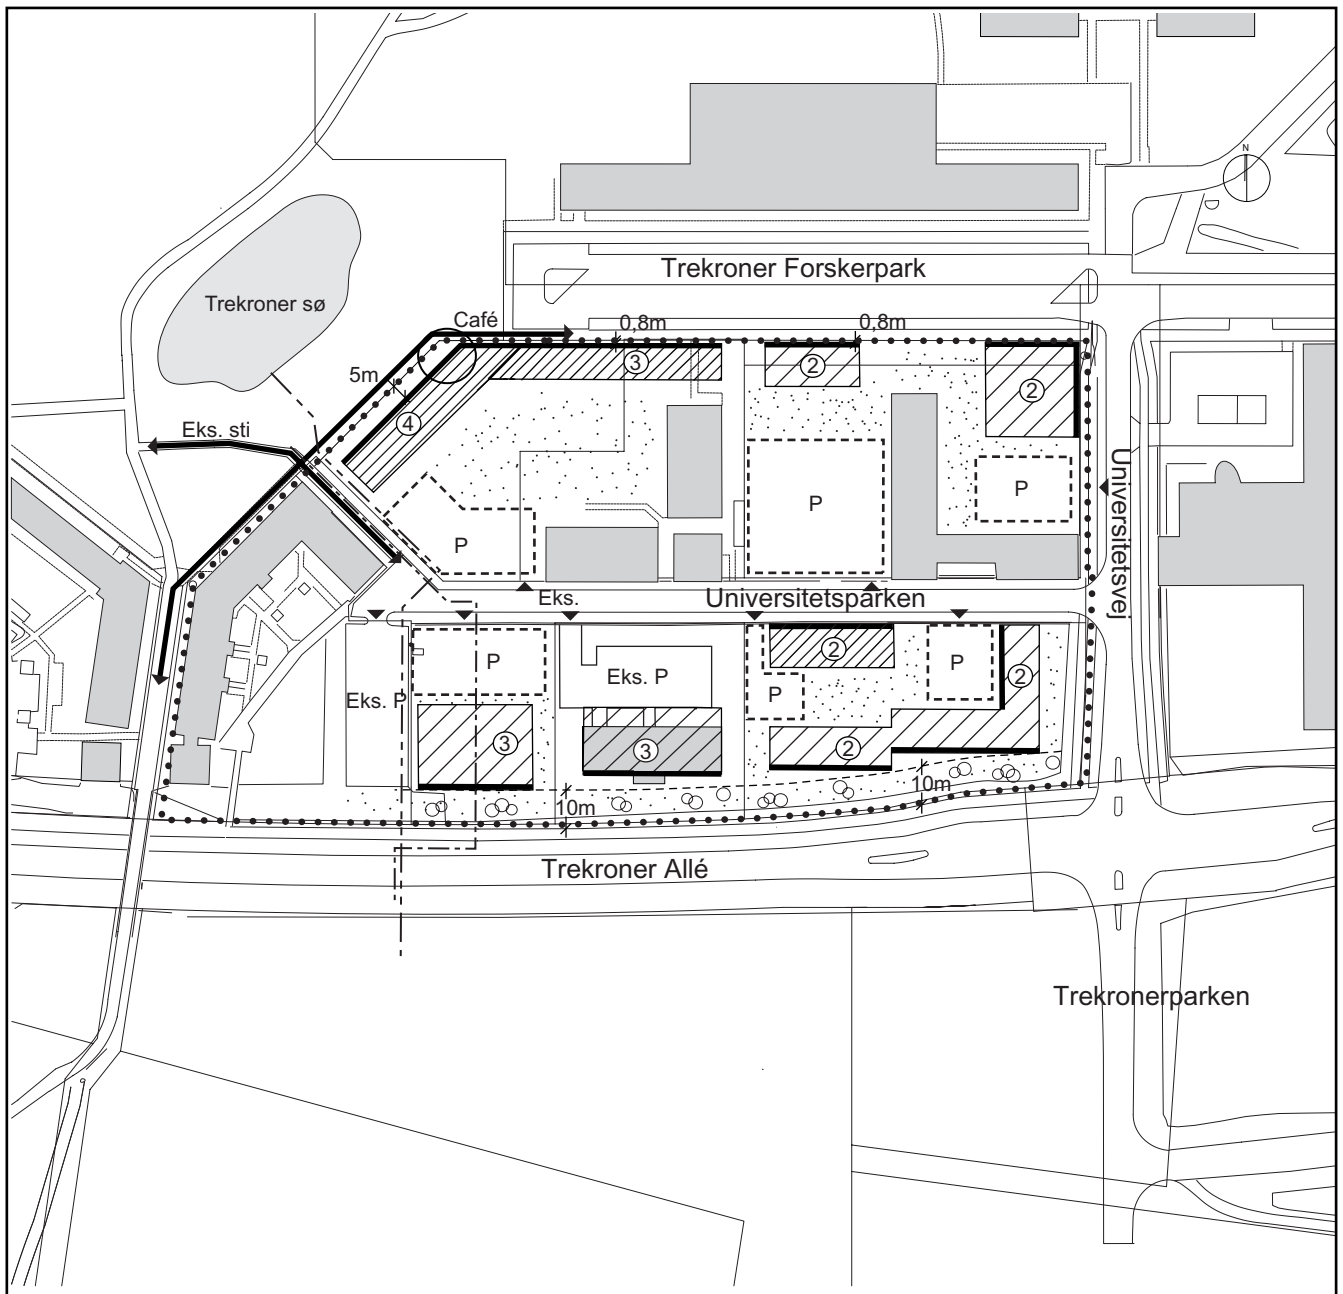 N
Trekroner Forskerpark
Trekroner sø
Café
0,8m
0,8m
3
2
2
5m
4
Eks. sti
Universitetsvej
P
P
P
Eks.
Universitetsparken
P
Eks. P
Eks. P
2
P
P
2
3
3
2
10m
10m
Trekroner Allé
Trekronerparken